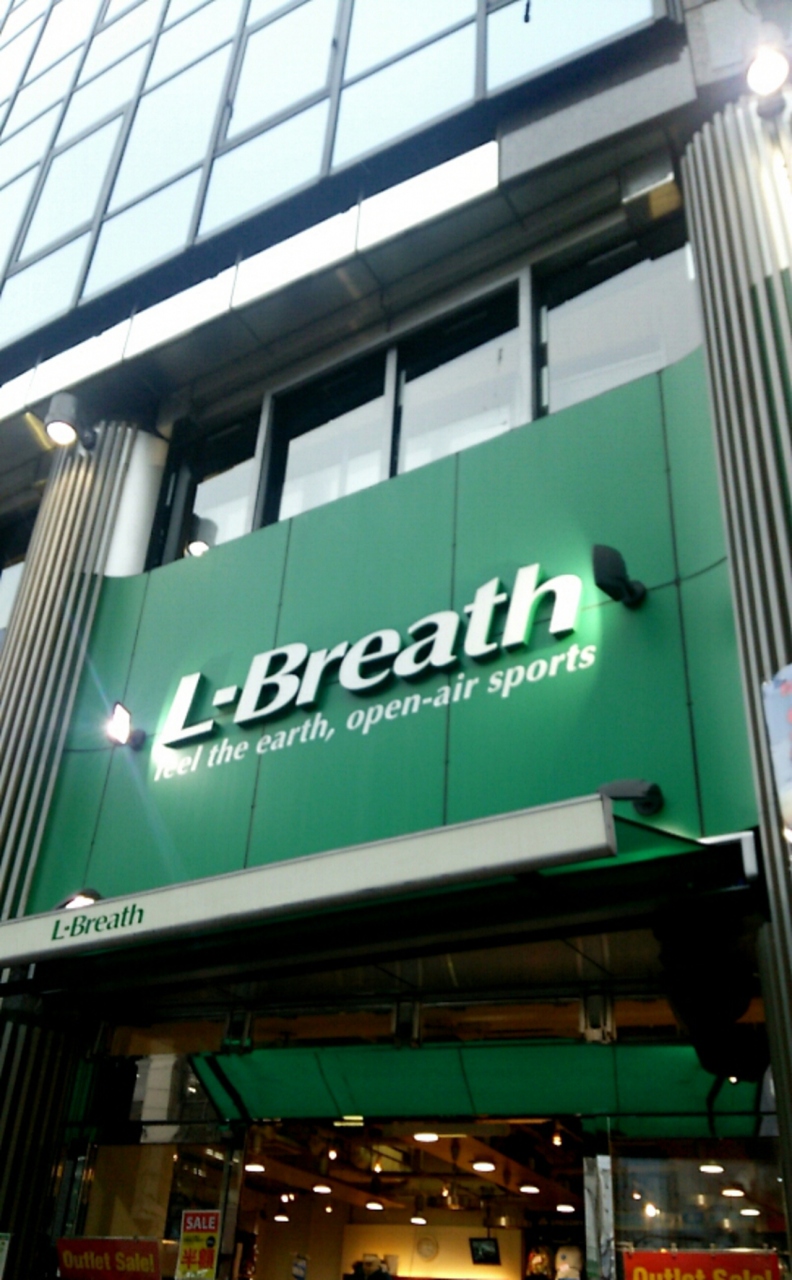 L-Breath
feel the earth, open-air sports
L-Breath
SALE
半額
Outlet Sale!
Outlet Sale!